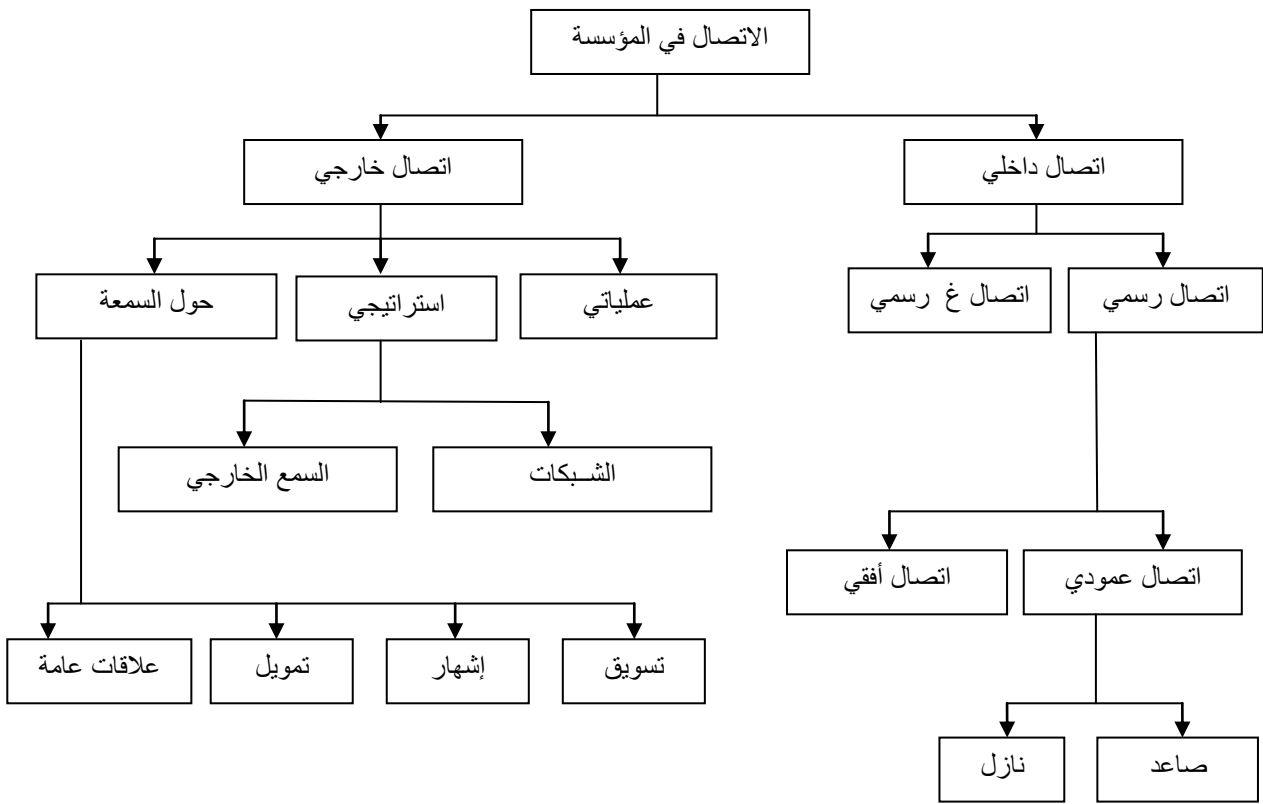 الاتصال في المؤسسة
اتصال داخلي
اتصال خارجي
اتصال رسمي
اتصال غ رسمي
عملياتي
استراتيجي
حول السمعة
الشــبكات
السمع الخارجي
اتصال عمودي
اتصال أفقي
تسويق
إشهار
تمويل
علاقات عامة
صاعد
نازل